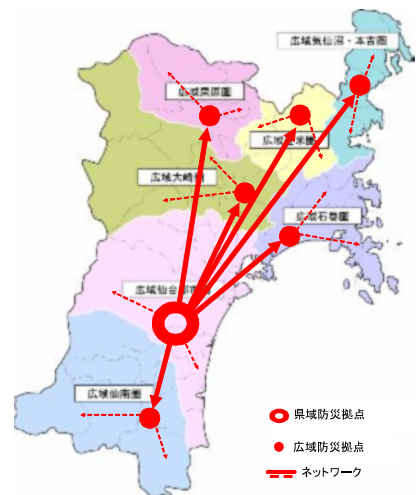 広域気仙沼・本吉圏
広域栗原圏
広域登米圏
広域大崎圏
広域石巻圏
広域仙台都市
広域仙南圏
県域防災拠点
広域防災拠点
ネットワーク